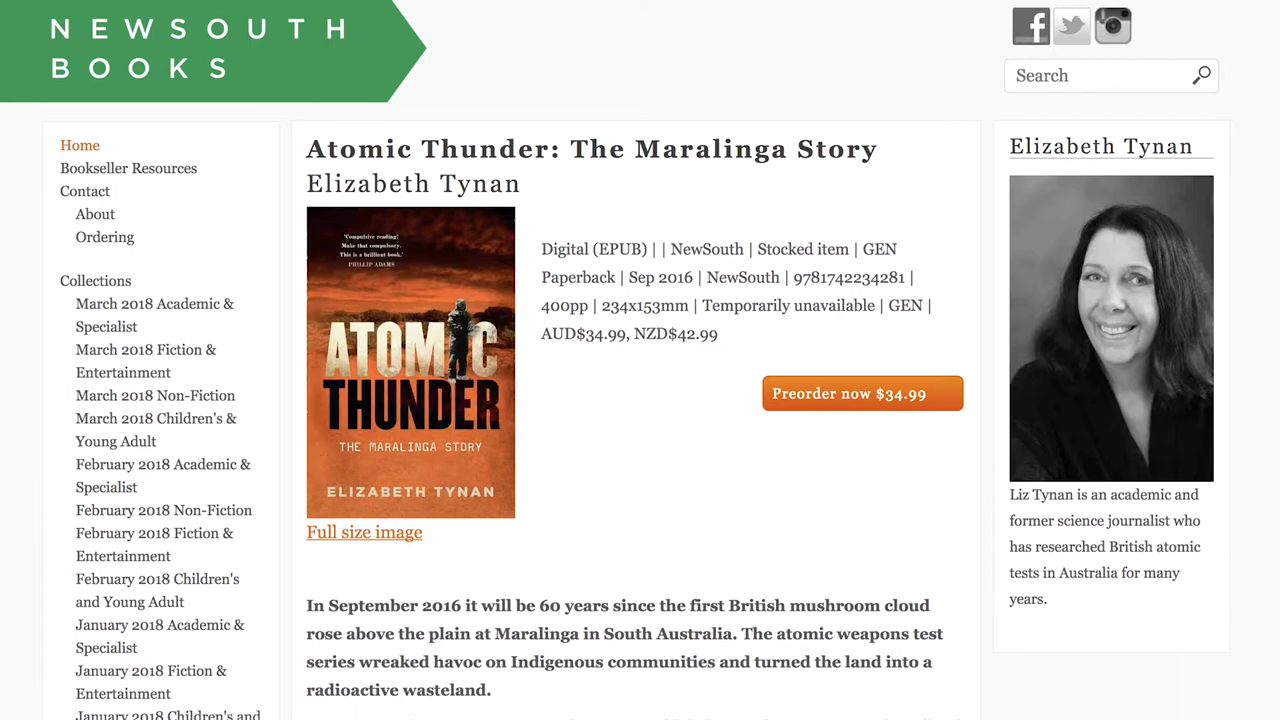 NEWSOUTH
BOOKS
Search
Home
Bookseller Resources
Contact
About
Ordering
Collections
March 2018 Academic &
Specialist
March 2018 Fiction &
Entertainment
March 2018 Non-Fiction
March 2018 Children's &
Young Adult
February 2018 Academic &
Specialist
February 2018 Non-Fiction
February 2018 Fiction &
Entertainment
February 2018 Children's
and Young Adult
January 2018 Academic &
Specialist
January 2018 Fiction &
Entertainment
January 2018 Children's and
Atomic Thunder: The Maralinga Story
Elizabeth Tynan
'Compulsive reading?
Make that compulsory.
This is a brilliant book.'
PHILLIP ADAMS
ATOMIC
THUNDER
THE MARALINGA STORY
ELIZABETH TYNAN
Full size image
Digital (EPUB) | | NewSouth | Stocked item | GEN
Paperback | Sep 2016 | NewSouth | 9781742234281 |
400pp | 234x153mm | Temporarily unavailable | GEN |
AUD$34.99, NZD$42.99
Preorder now $34.99
In September 2016 it will be 60 years since the first British mushroom cloud
rose above the plain at Maralinga in South Australia. The atomic weapons test
series wreaked havoc on Indigenous communities and turned the land into a
radioactive wasteland.
Elizabeth Tynan
Liz Tynan is an academic and
former science journalist who
has researched British atomic
tests in Australia for many
years.